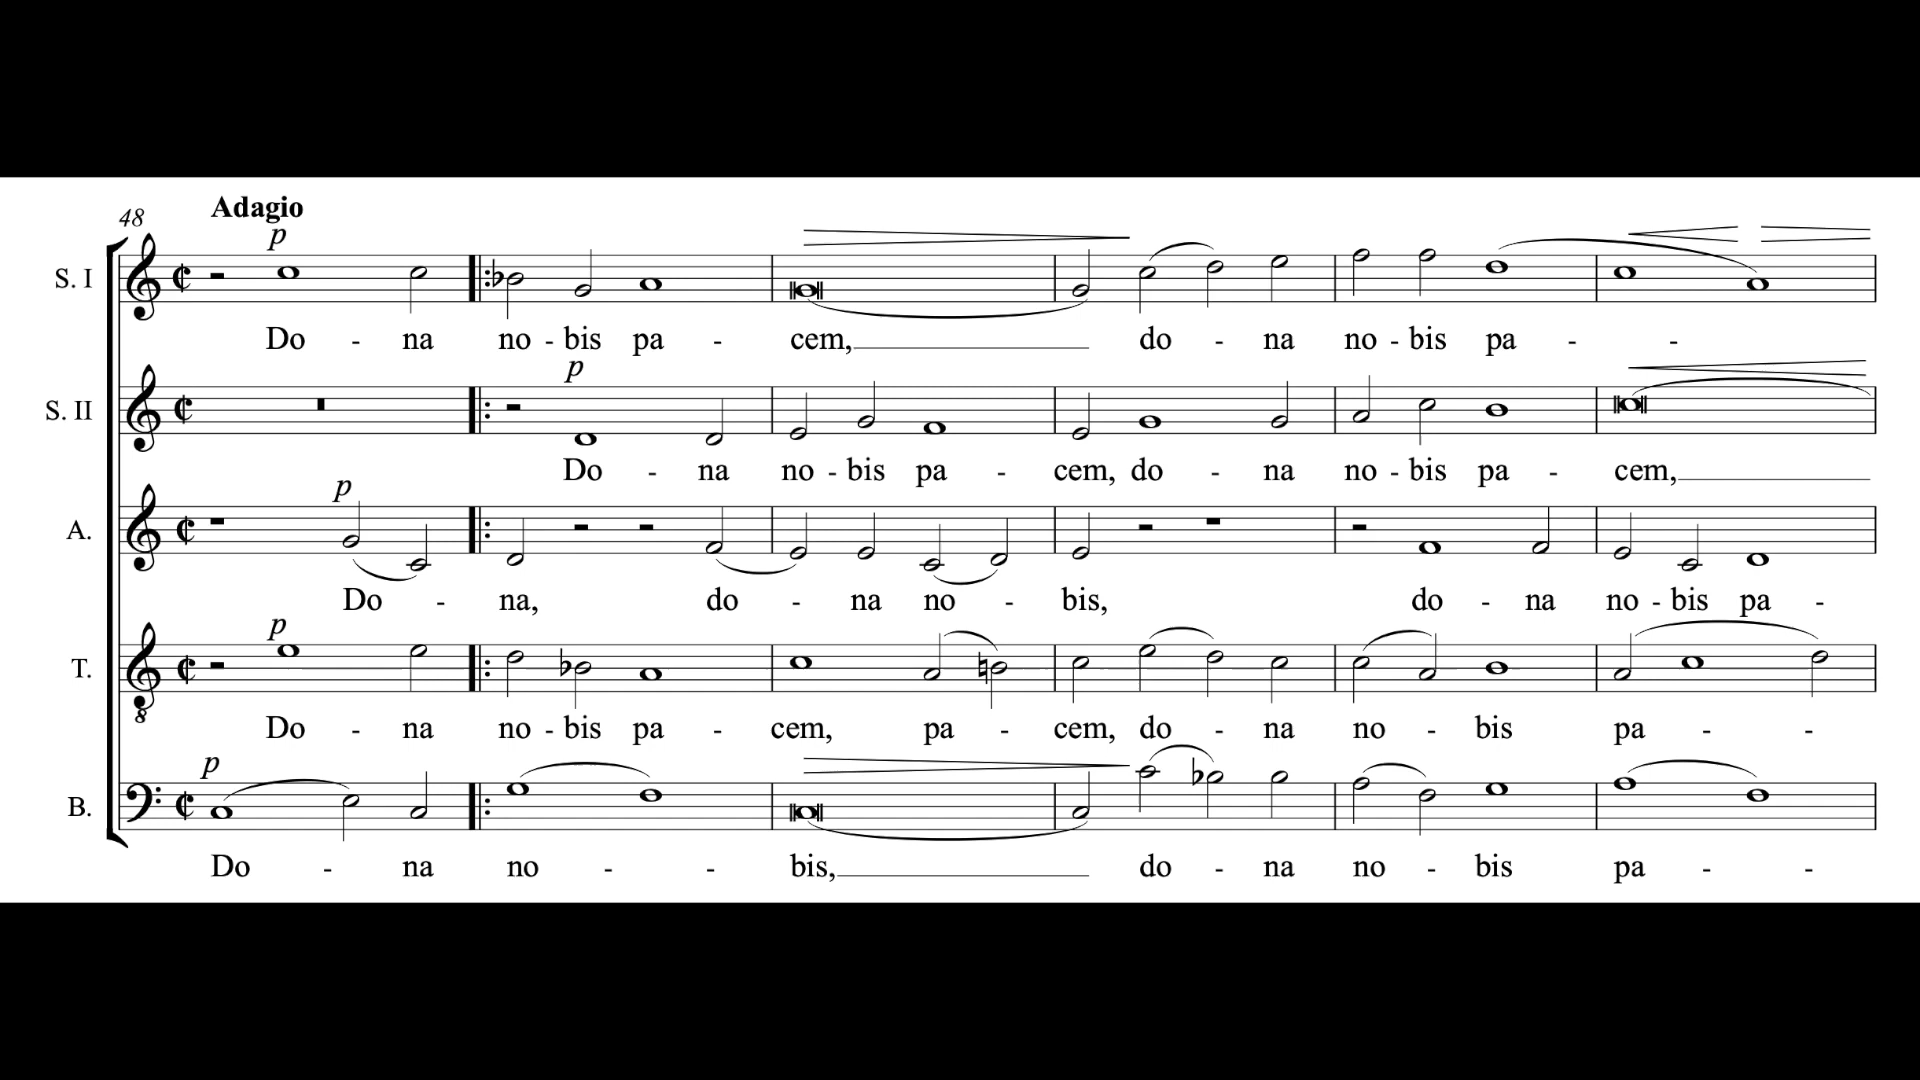 Adagio
48
p
S. I
Do - na no - bis pa - cem, do - na no - bis pa - -
p
S. II
Do - na no - bis pa - cem, do - na no - bis pa - cem,
p
A.
Do - na, do - na no - bis, do - na no - bis pa -
p
T.
8
Do - na no - bis pa - cem, pa - cem, do - na no - bis pa - -
p
B.
Do - na no - - bis, do - na no - bis pa - -